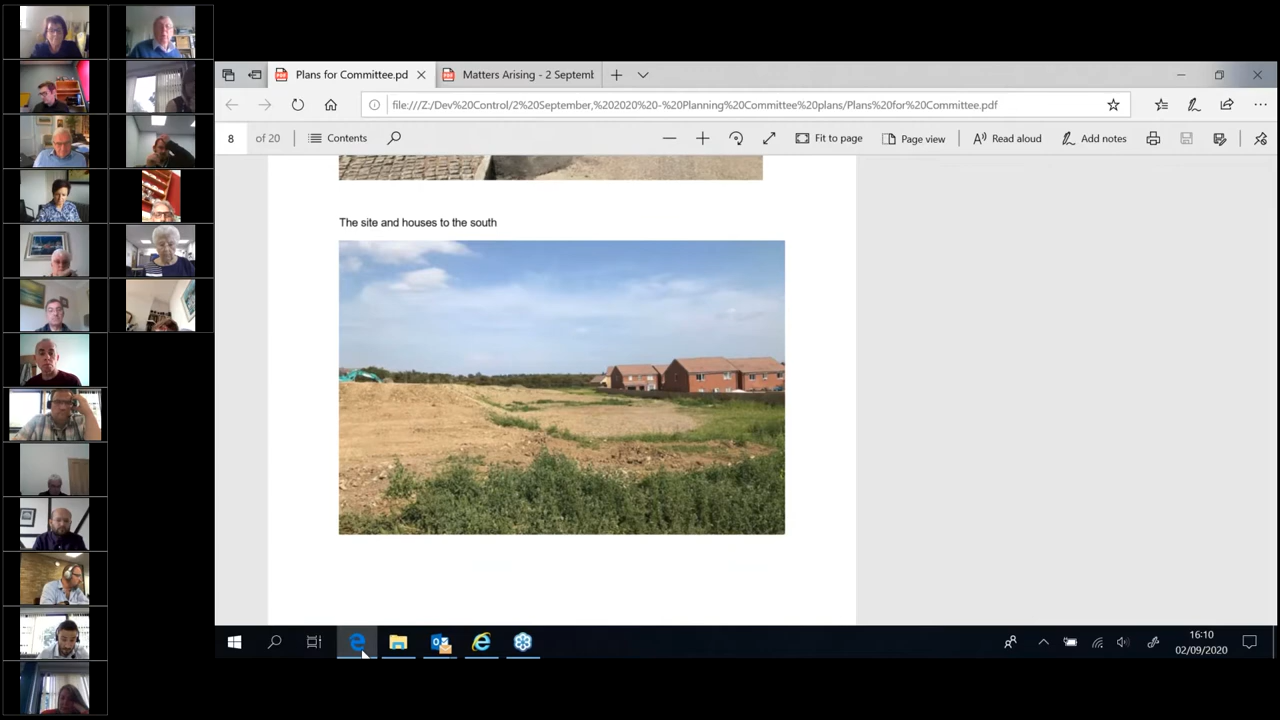 Plans for Committee.pd
Matters Arising - 2 Septemb
file:///Z:/Dev%20Control/2%20September,%202020%20-%20Planning%20Committee%20plans/Plans%20for%20Committee.pdf
8 of 20 Contents Fit to page Page view Read aloud Add notes
The site and houses to the south
16:10
02/09/2020